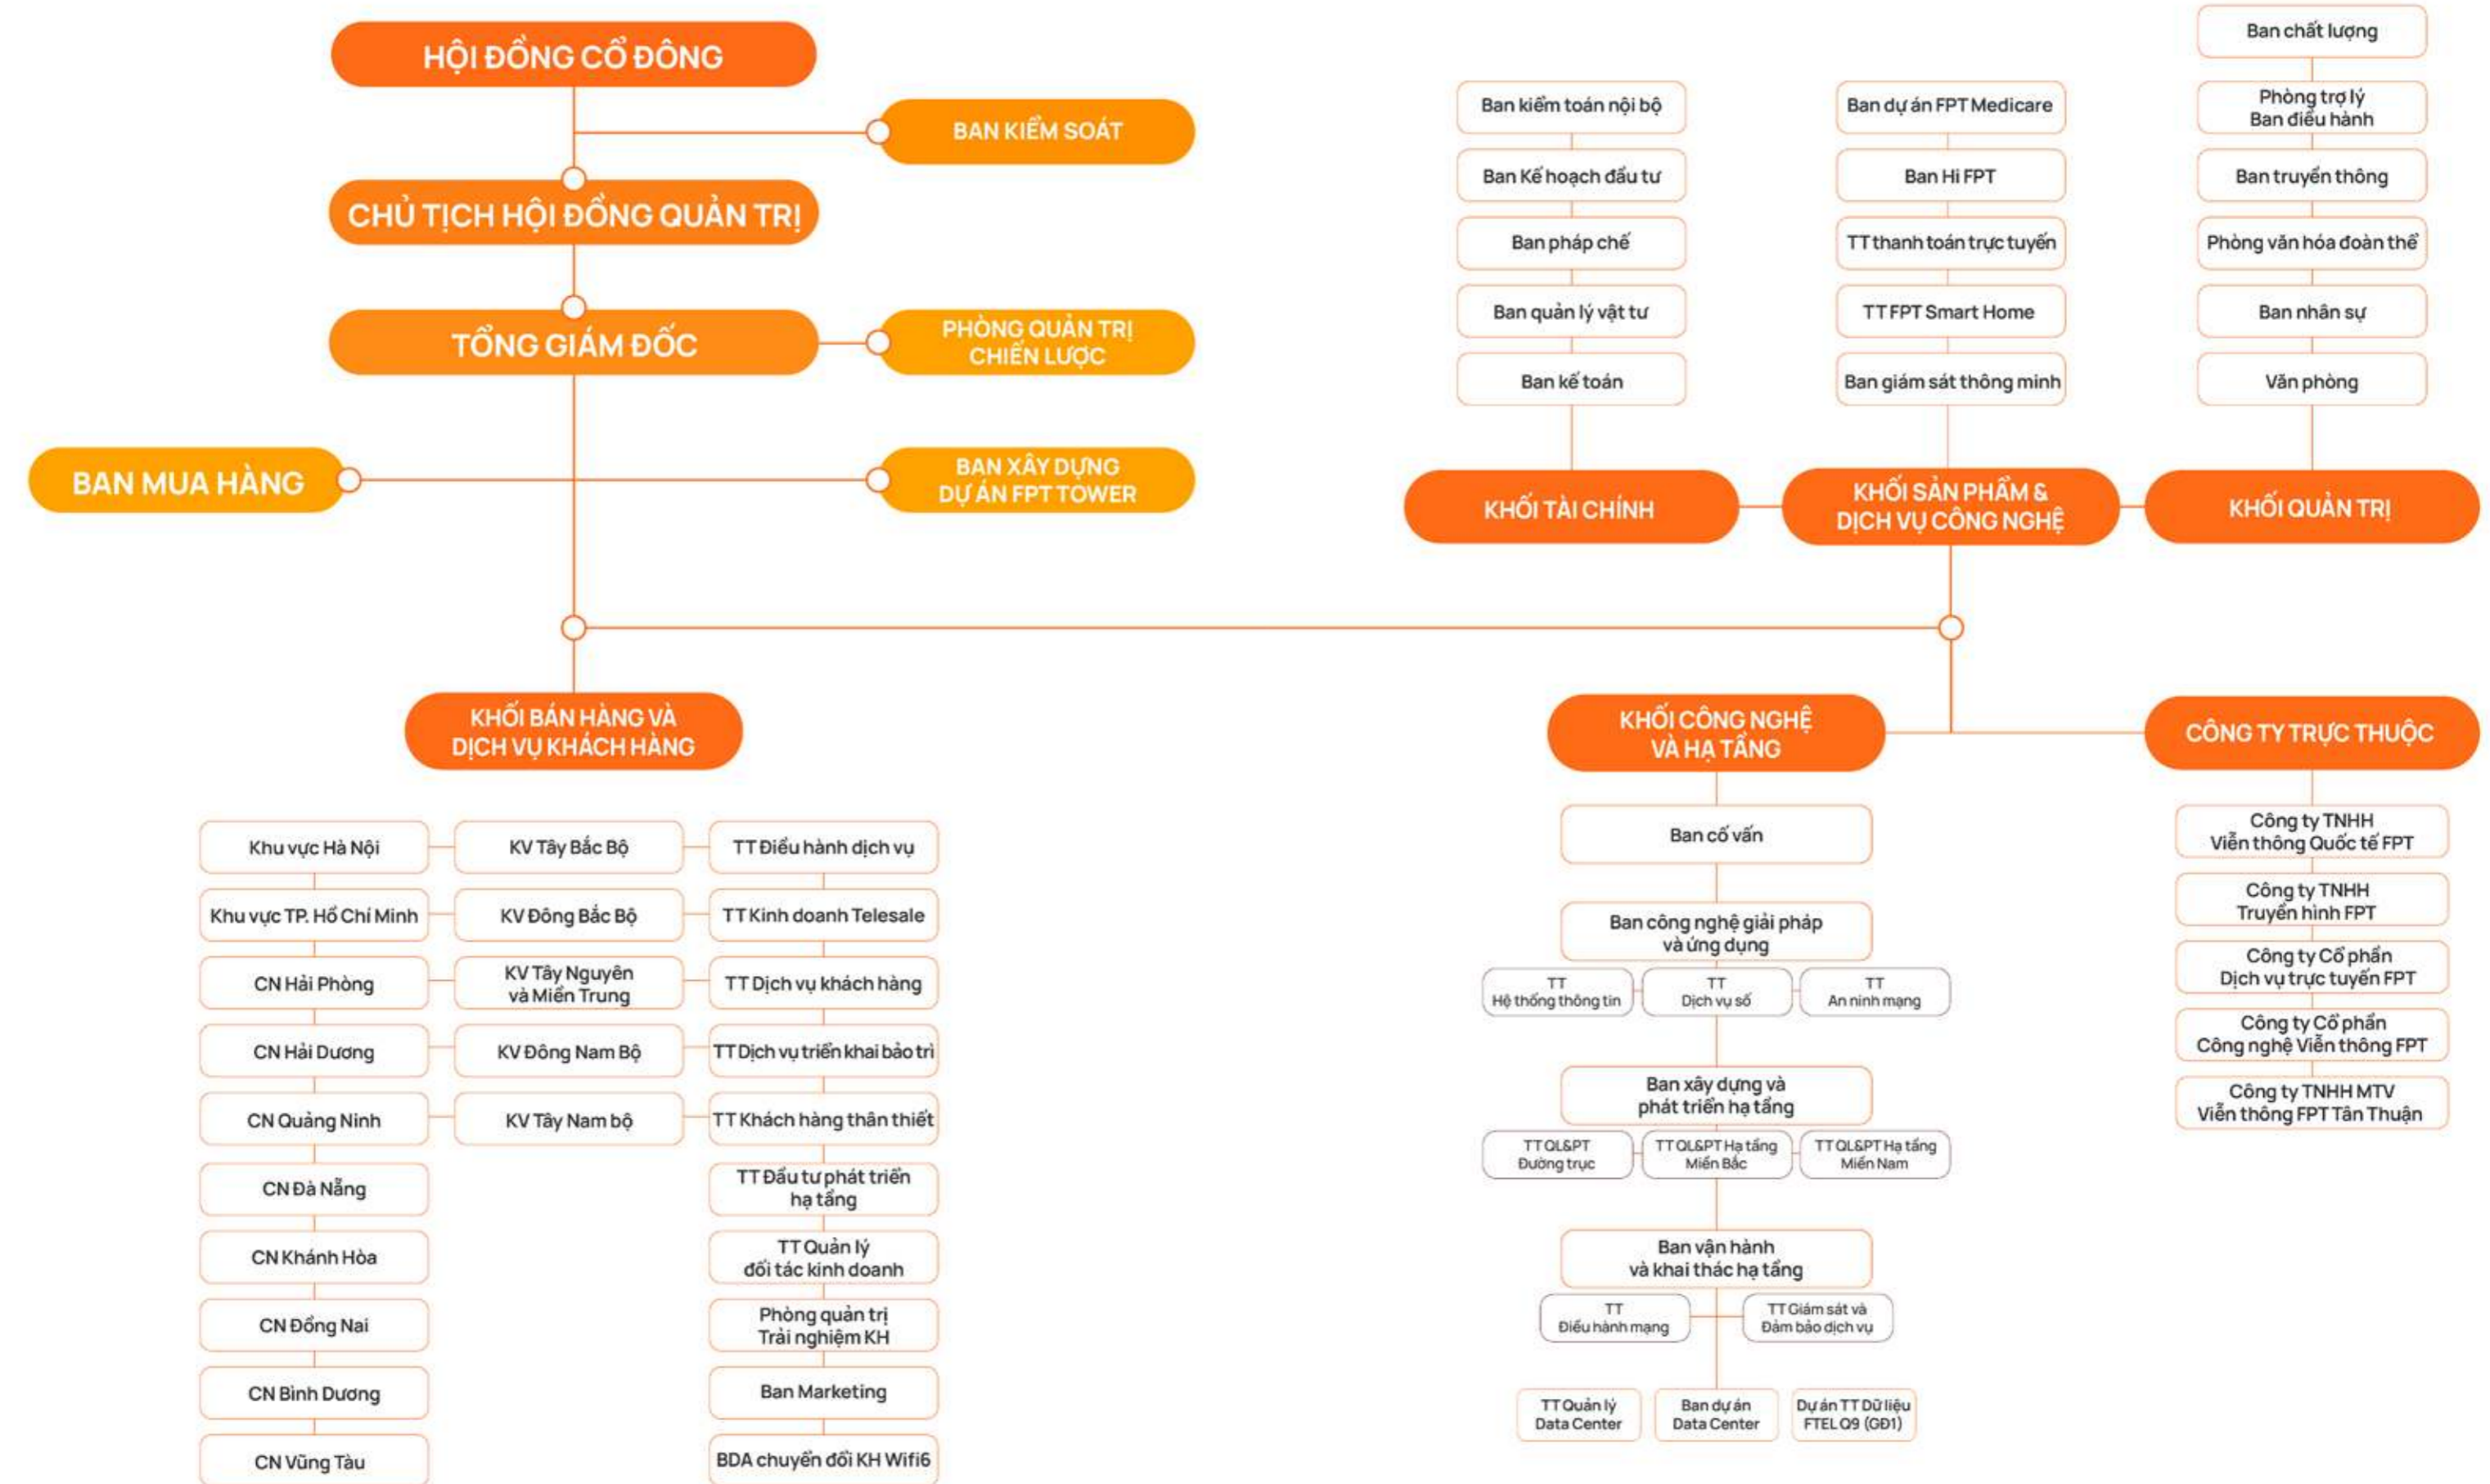 HỘI ĐỒNG CỔ ĐÔNG
BAN KIỂM SOÁT
CHỦ TỊCH HỘI ĐỒNG QUẢN TRỊ
TỔNG GIÁM ĐỐC
PHÒNG QUẢN TRỊ
CHIẾN LƯỢC
BAN MUA HÀNG
BAN XÂY DỰNG
DỰ ÁN FPT TOWER
Ban kiểm toán nội bộ
Ban Kế hoạch đầu tư
Ban pháp chế
Ban quản lý vật tư
Ban kế toán
KHỐI TÀI CHÍNH
Ban dự án FPT Medicare
Ban Hi FPT
TT thanh toán trực tuyến
TT FPT Smart Home
Ban giám sát thông minh
KHỐI SẢN PHẨM &
DỊCH VỤ CÔNG NGHỆ
Ban chất lượng
Phòng trợ lý
Ban điều hành
Ban truyền thông
Phòng văn hóa đoàn thể
Ban nhân sự
Văn phòng
KHỐI QUẢN TRỊ
KHỐI BÁN HÀNG VÀ
DỊCH VỤ KHÁCH HÀNG
Khu vực Hà Nội
Khu vực TP. Hồ Chí Minh
CN Hải Phòng
CN Hải Dương
CN Quảng Ninh
CN Đà Nẵng
CN Khánh Hòa
CN Đồng Nai
CN Bình Dương
CN Vũng Tàu
KV Tây Bắc Bộ
KV Đông Bắc Bộ
KV Tây Nguyên
và Miền Trung
KV Đông Nam Bộ
KV Tây Nam bộ
TT Điều hành dịch vụ
TT Kinh doanh Telesale
TT Dịch vụ khách hàng
TT Dịch vụ triển khai bảo trì
TT Khách hàng thân thiết
TT Đầu tư phát triển
hạ tầng
TT Quản lý
đối tác kinh doanh
Phòng quản trị
Trải nghiệm KH
Ban Marketing
BDA chuyển đổi KH Wifi6
KHỐI CÔNG NGHỆ
VÀ HẠ TẦNG
Ban cố vấn
Ban công nghệ giải pháp
và ứng dụng
TT
Hệ thống thông tin
TT
Dịch vụ số
TT
An ninh mạng
Ban xây dựng và
phát triển hạ tầng
TT QL&PT
Đường trục
TT QL&PT Hạ tầng
Miền Bắc
TT QL&PT Hạ tầng
Miền Nam
Ban vận hành
và khai thác hạ tầng
TT
Điều hành mạng
TT Giám sát và
Đảm bảo dịch vụ
TT Quản lý
Data Center
Ban dự án
Data Center
Dự án TT Dữ liệu
FTEL Q9 (GĐ1)
CÔNG TY TRỰC THUỘC
Công ty TNHH
Viễn thông Quốc tế FPT
Công ty TNHH
Truyền hình FPT
Công ty Cổ phần
Dịch vụ trực tuyến FPT
Công ty Cổ phần
Công nghệ Viễn thông FPT
Công ty TNHH MTV
Viễn thông FPT Tân Thuận